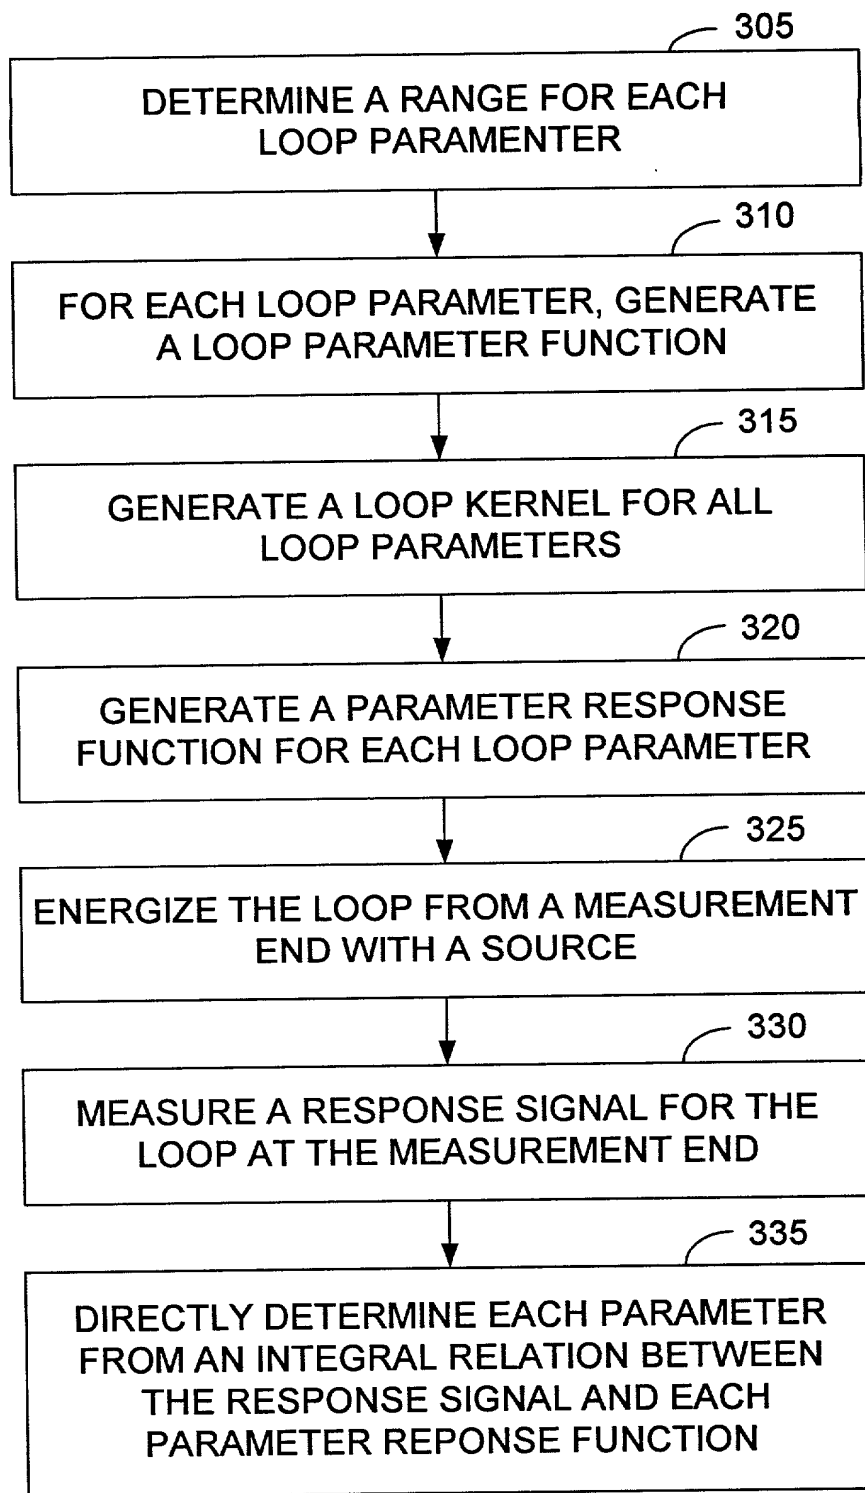 305
DETERMINE A RANGE FOR EACH
LOOP PARAMENTER
310
FOR EACH LOOP PARAMETER, GENERATE
A LOOP PARAMETER FUNCTION
315
GENERATE A LOOP KERNEL FOR ALL
LOOP PARAMETERS
320
GENERATE A PARAMETER RESPONSE
FUNCTION FOR EACH LOOP PARAMETER
325
ENERGIZE THE LOOP FROM A MEASUREMENT
END WITH A SOURCE
330
MEASURE A RESPONSE SIGNAL FOR THE
LOOP AT THE MEASUREMENT END
335
DIRECTLY DETERMINE EACH PARAMETER
FROM AN INTEGRAL RELATION BETWEEN
THE RESPONSE SIGNAL AND EACH
PARAMETER REPONSE FUNCTION